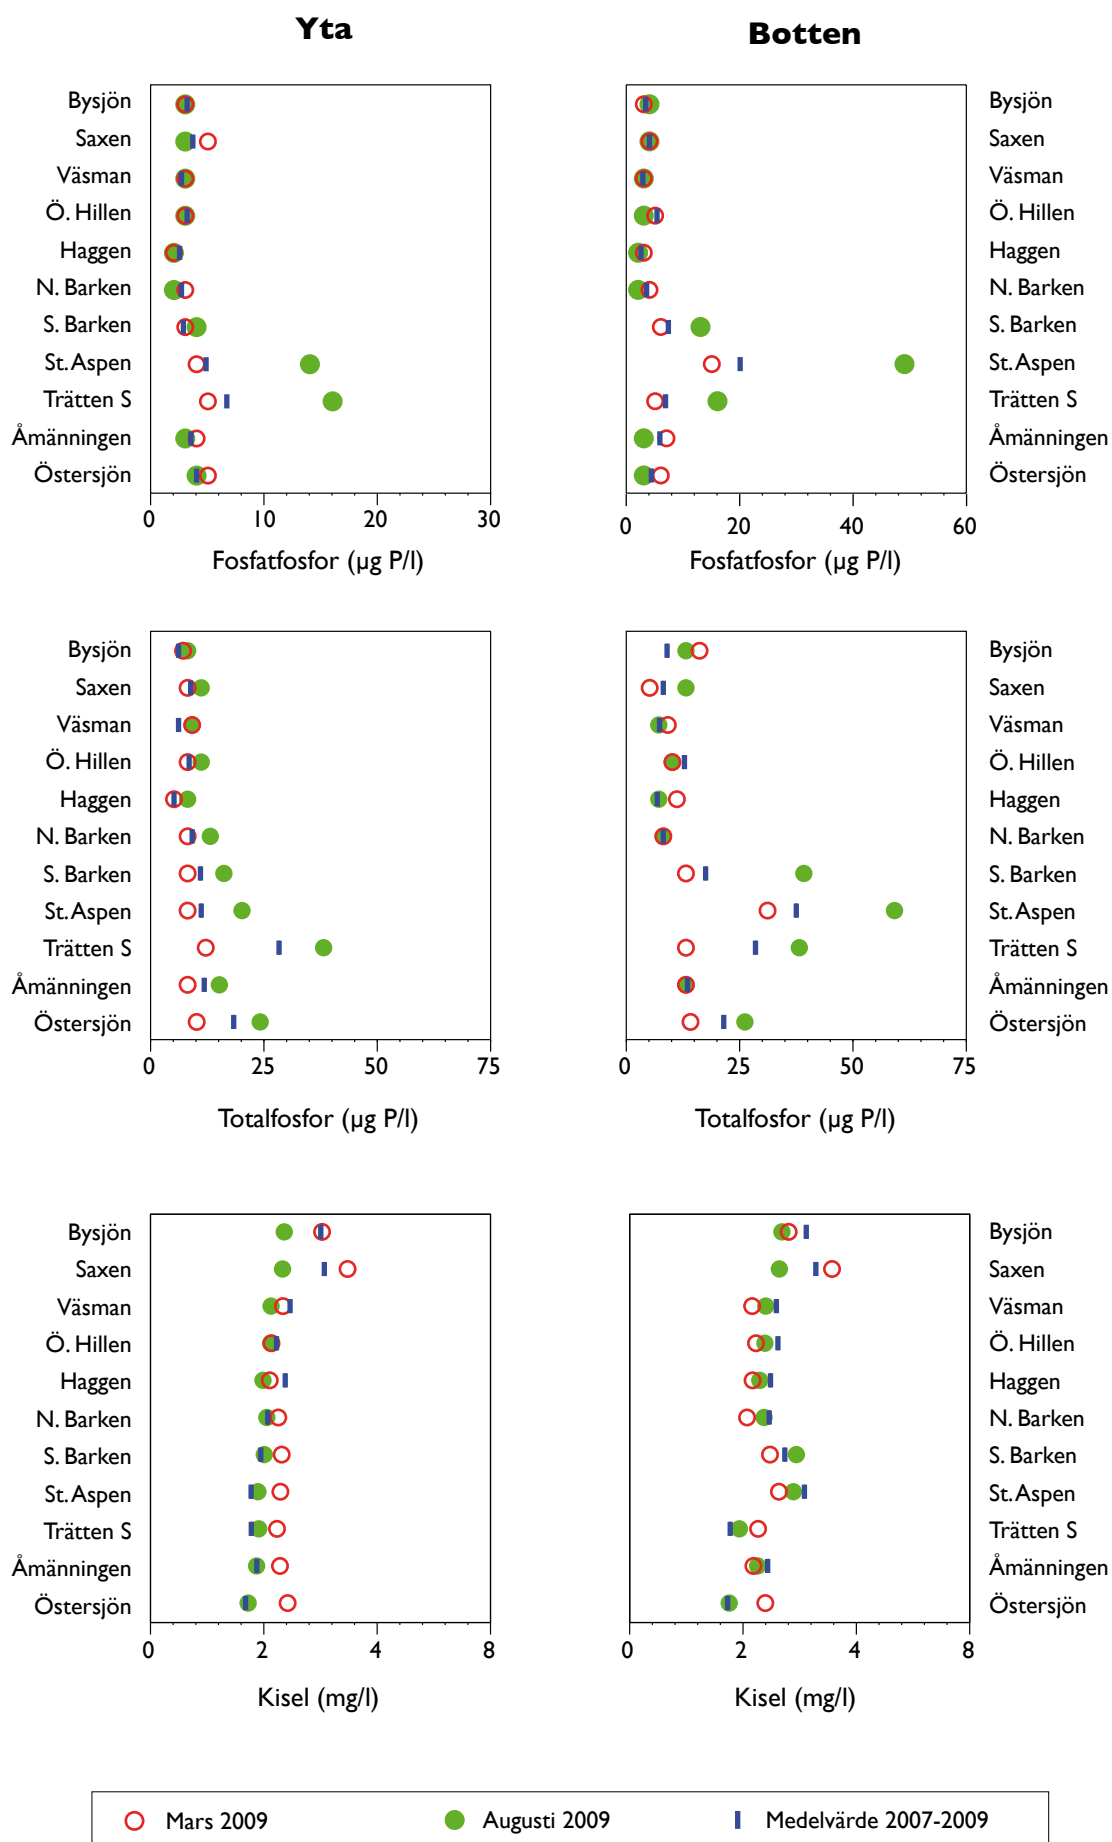 Yta
Botten
Bysjön
Saxen
Väsman
Ö. Hillen
Haggen
N. Barken
S. Barken
St. Aspen
Trätten S
Åmänningen
Östersjön
0 10 20 30
Fosfatfosfor (µg P/l)
Bysjön
Saxen
Väsman
Ö. Hillen
Haggen
N. Barken
S. Barken
St. Aspen
Trätten S
Åmänningen
Östersjön
0 20 40 60
Fosfatfosfor (µg P/l)
Bysjön
Saxen
Väsman
Ö. Hillen
Haggen
N. Barken
S. Barken
St. Aspen
Trätten S
Åmänningen
Östersjön
0 25 50 75
Totalfosfor (µg P/l)
Bysjön
Saxen
Väsman
Ö. Hillen
Haggen
N. Barken
S. Barken
St. Aspen
Trätten S
Åmänningen
Östersjön
0 25 50 75
Totalfosfor (µg P/l)
Bysjön
Saxen
Väsman
Ö. Hillen
Haggen
N. Barken
S. Barken
St. Aspen
Trätten S
Åmänningen
Östersjön
0 2 4 8
Kisel (mg/l)
Bysjön
Saxen
Väsman
Ö. Hillen
Haggen
N. Barken
S. Barken
St. Aspen
Trätten S
Åmänningen
Östersjön
0 2 4 8
Kisel (mg/l)
Mars 2009 Augusti 2009 Medelvärde 2007-2009